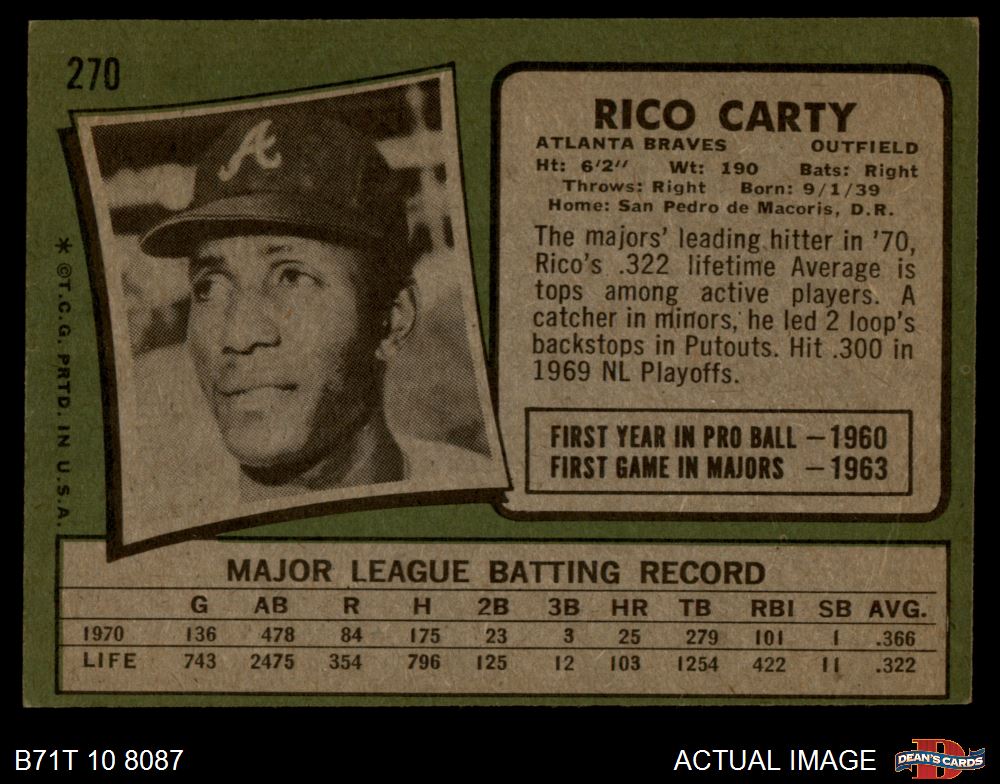 270
A
RICO CARTY
ATLANTA BRAVES OUTFIELD
Ht: 6'2" Wt: 190 Bats: Right
Throws: Right Born: 9/1/39
Home: San Pedro de Macoris, D.R.
The majors' leading hitter in '70,
Rico's .322 lifetime Average is
tops among active players. A
catcher in minors, he led 2 loop's
backstops in Putouts. Hit .300 in
1969 NL Playoffs.
FIRST YEAR IN PRO BALL – 1960
FIRST GAME IN MAJORS – 1963
* ©T.C.G. PRTD. IN U.S.A.
MAJOR LEAGUE BATTING RECORD
G AB R H 2B 3B HR TB RBI SB AVG.
1970 136 478 84 175 23 3 25 279 101 1 .366
LIFE 743 2475 354 796 125 12 103 1254 422 11 .322
B71T 10 8087
ACTUAL IMAGE
D
DEAN'S CARDS